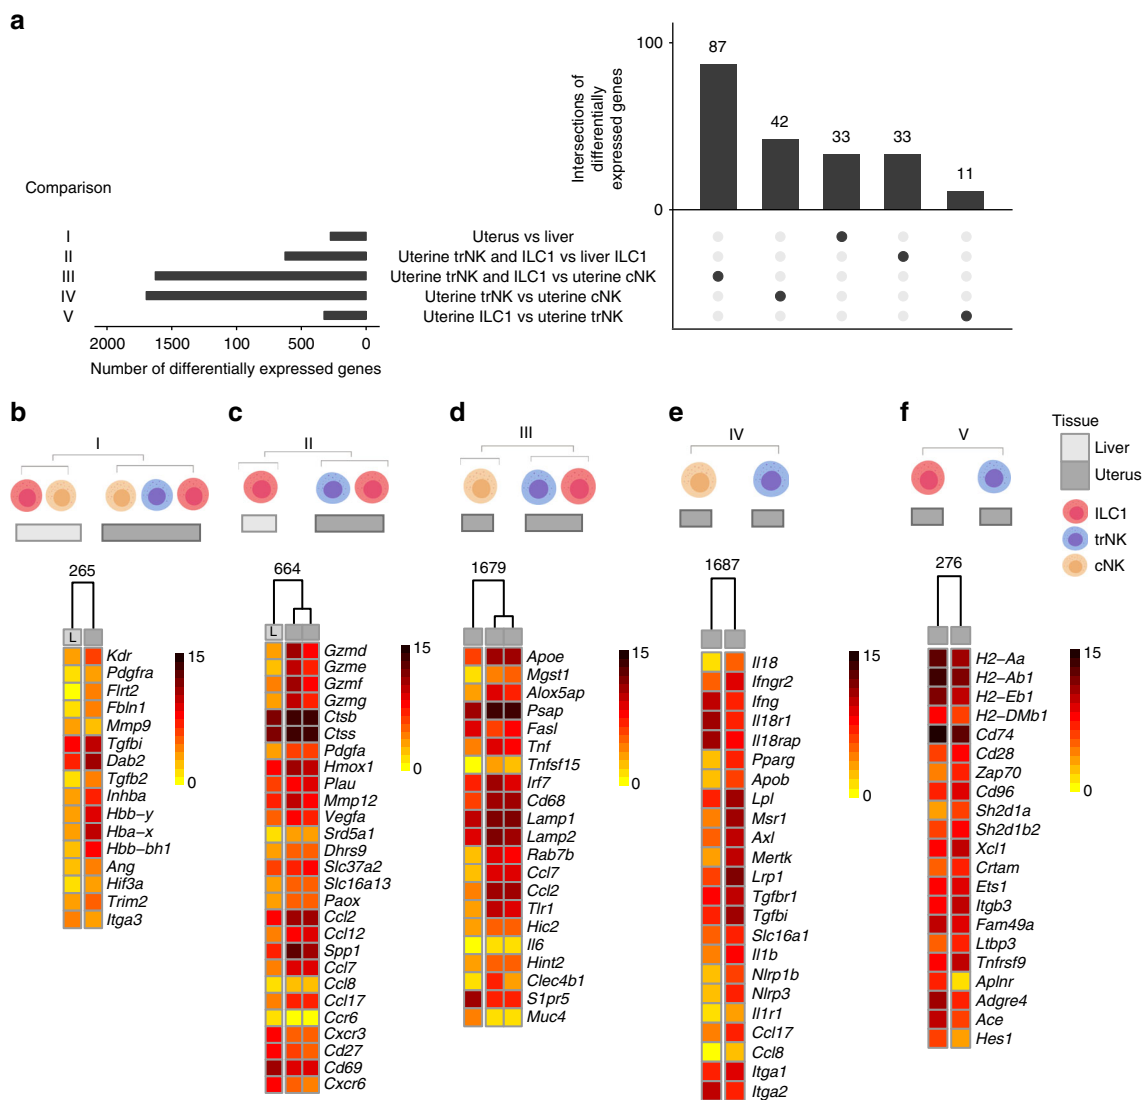 a
Intersections of
differentially
expressed genes
100
0
87
42
33
33
11
Comparison
I
II
III
IV
V
Uterus vs liver
Uterine trNK and ILC1 vs liver ILC1
Uterine trNK and ILC1 vs uterine cNK
Uterine trNK vs uterine cNK
Uterine ILC1 vs uterine trNK
2000 1500 100 500 0
Number of differentially expressed genes
b
I
265
L
Kdr
Pdgfra
Flrt2
Fbln1
Mmp9
Tgfbi
Dab2
Tgfb2
Inhba
Hbb−y
Hba−x
Hbb−bh1
Ang
Hif3a
Trim2
Itga3
15
0
c
II
664
L
Gzmd
Gzme
Gzmf
Gzmg
Ctsb
Ctss
Pdgfa
Hmox1
Plau
Mmp12
Vegfa
Srd5a1
Dhrs9
Slc37a2
Slc16a13
Paox
Ccl2
Ccl12
Spp1
Ccl7
Ccl8
Ccl17
Ccr6
Cxcr3
Cd27
Cd69
Cxcr6
15
0
d
III
1679
Apoe
Mgst1
Alox5ap
Psap
Fasl
Tnf
Tnfsf15
Irf7
Cd68
Lamp1
Lamp2
Rab7b
Ccl7
Ccl2
Tlr1
Hic2
Il6
Hint2
Clec4b1
S1pr5
Muc4
15
0
e
IV
1687
Il18
Ifngr2
Ifng
Il18r1
Il18rap
Pparg
Apob
Lpl
Msr1
Axl
Mertk
Lrp1
Tgfbr1
Tgfbi
Slc16a1
Il1b
Nlrp1b
Nlrp3
Il1r1
Ccl17
Ccl8
Itga1
Itga2
15
0
f
V
276
H2−Aa
H2−Ab1
H2−Eb1
H2−DMb1
Cd74
Cd28
Zap70
Cd96
Sh2d1a
Sh2d1b2
Xcl1
Crtam
Ets1
Itgb3
Fam49a
Ltbp3
Tnfrsf9
Aplnr
Adgre4
Ace
Hes1
15
0
Tissue
Liver
Uterus
ILC1
trNK
cNK